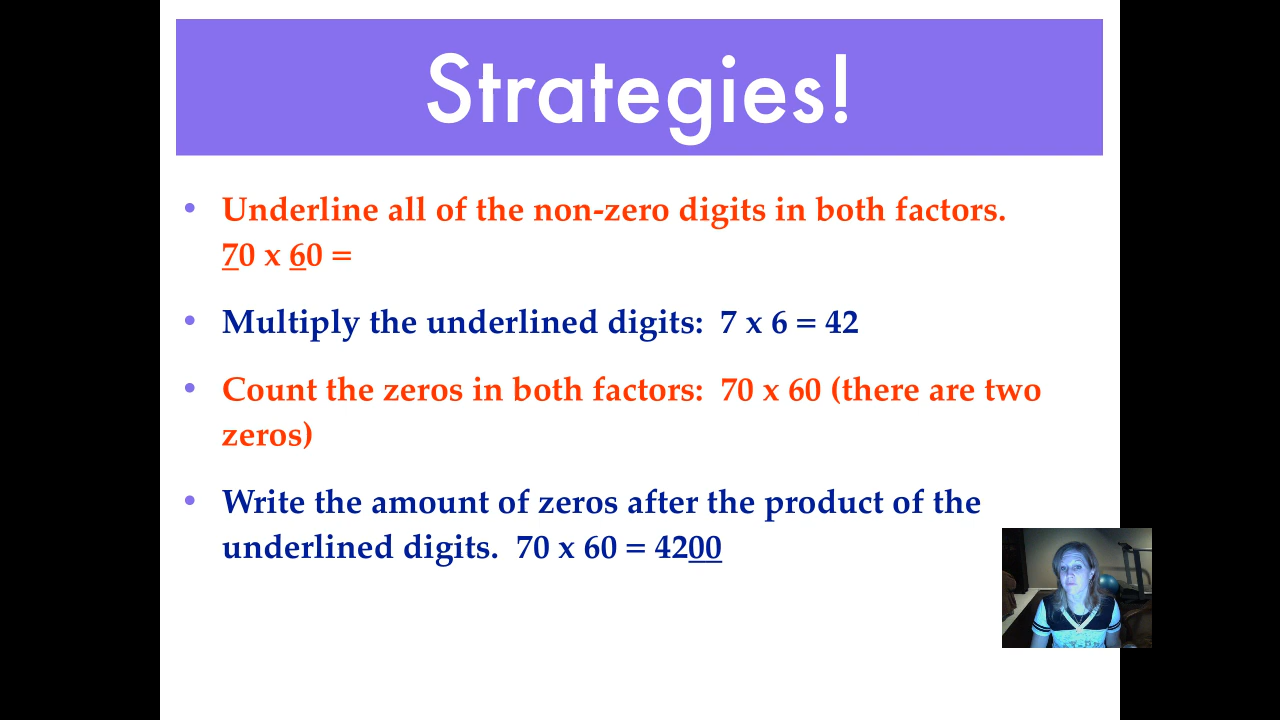 Strategies!
• Underline all of the non-zero digits in both factors.
70 x 60 =
• Multiply the underlined digits:  7 x 6 = 42
• Count the zeros in both factors:  70 x 60 (there are two
zeros)
• Write the amount of zeros after the product of the
underlined digits.  70 x 60 = 4200